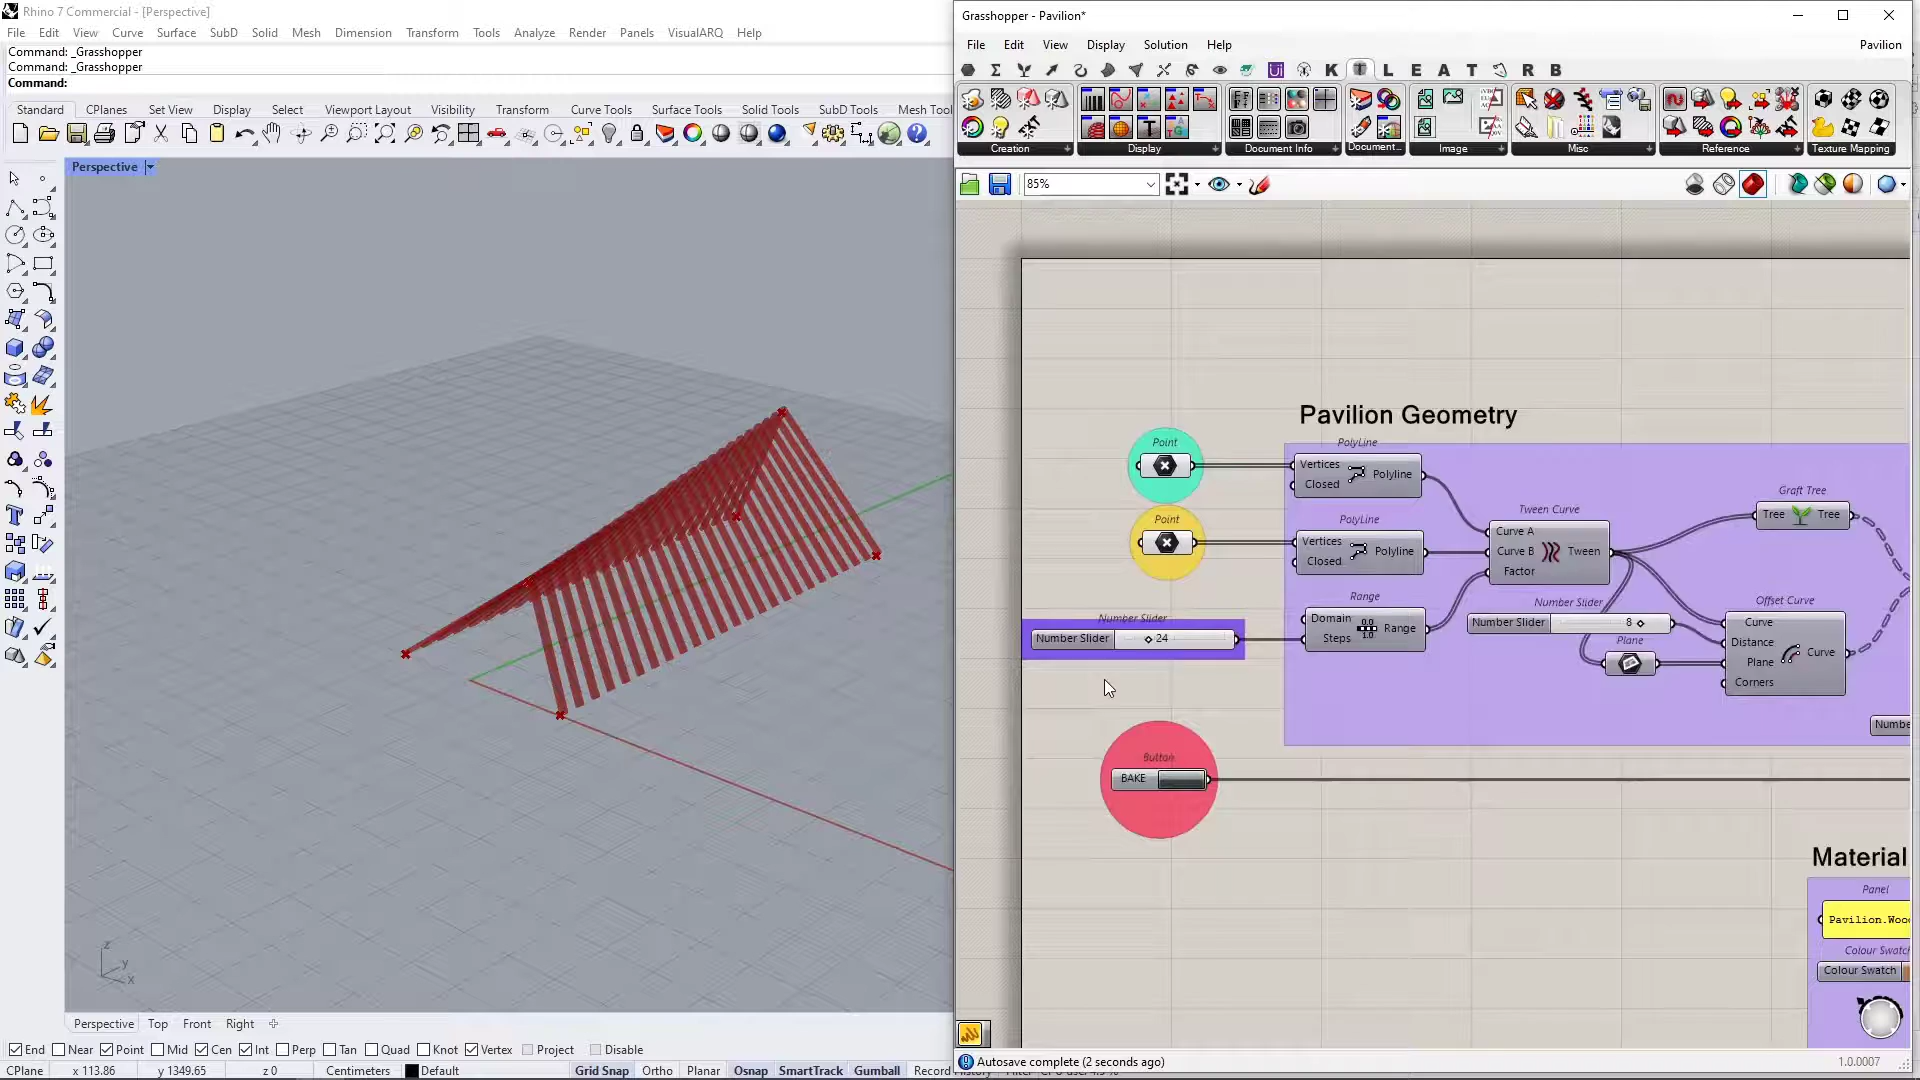 Rhino 7 Commercial - [Perspective]
File Edit View Curve Surface SubD Solid Mesh Dimension Transform Tools Analyze Render Panels VisualARQ Help
Command: _Grasshopper
Command: _Grasshopper
Command:
Standard CPlanes Set View Display Select Viewport Layout Visibility Transform Curve Tools Surface Tools Solid Tools SubD Tools Mesh Tool
Perspective
z
y
x
Perspective Top Front Right
End Near Point Mid Cen Int Perp Tan Quad Knot Vertex Project Disable
CPlane x 113.86 y 1349.65 z 0 Centimeters Default Grid Snap Ortho Planar Osnap SmartTrack Gumball Record History
Grasshopper - Pavilion*
File Edit View Display Solution Help Pavilion
K L E A T R B
Creation Display Document Info Document... Image Misc Reference Texture Mapping
85%
Pavilion Geometry
Point
Point
Number Slider
Number Slider 24
Button
BAKE
PolyLine
Vertices
Closed
Polyline
PolyLine
Vertices
Closed
Polyline
Range
Domain
Steps
Range
Tween Curve
Curve A
Curve B
Factor
Tween
Number Slider
Number Slider 8
Plane
Graft Tree
Tree Tree
Offset Curve
Curve
Distance
Plane
Corners
Curve
Numbe
Material
Panel
Pavilion.Woo
Colour Swatch
Colour Swatch
Autosave complete (2 seconds ago)
1.0.0007